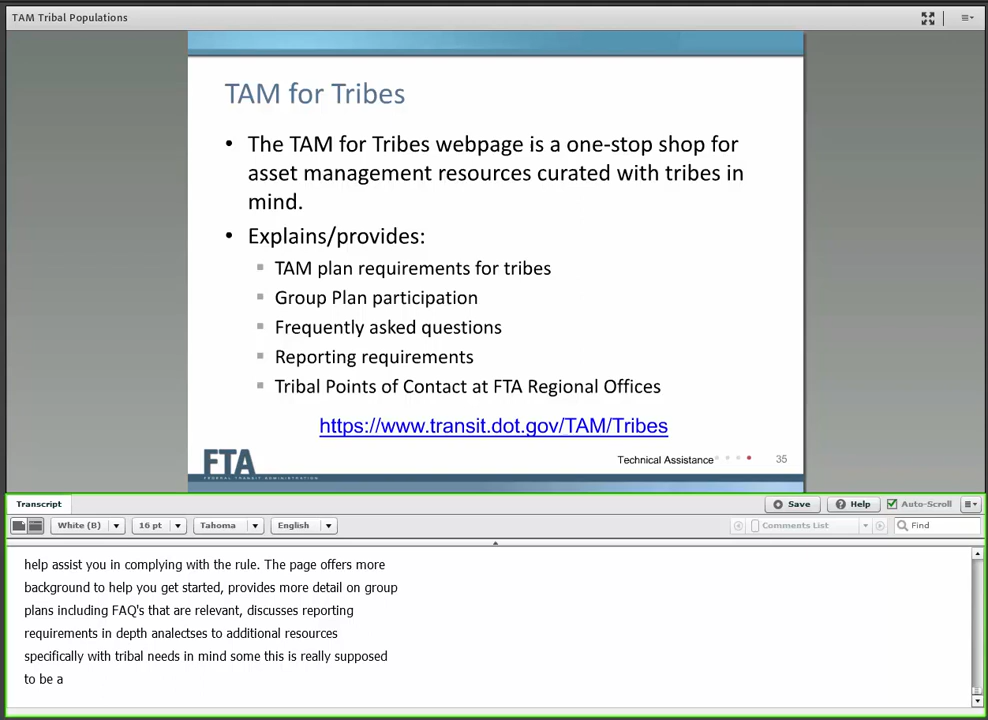 TAM Tribal Populations
TAM for Tribes
• The TAM for Tribes webpage is a one-stop shop for
asset management resources curated with tribes in
mind.
• Explains/provides:
▪ TAM plan requirements for tribes
▪ Group Plan participation
▪ Frequently asked questions
▪ Reporting requirements
▪ Tribal Points of Contact at FTA Regional Offices
https://www.transit.dot.gov/TAM/Tribes
FTA
FEDERAL TRANSIT ADMINISTRATION
Technical Assistance 35
Transcript Save Help Auto-Scroll
White (B) 16 pt Tahoma English Comments List Find
help assist you in complying with the rule. The page offers more
background to help you get started, provides more detail on group
plans including FAQ's that are relevant, discusses reporting
requirements in depth analectses to additional resources
specifically with tribal needs in mind some this is really supposed
to be a